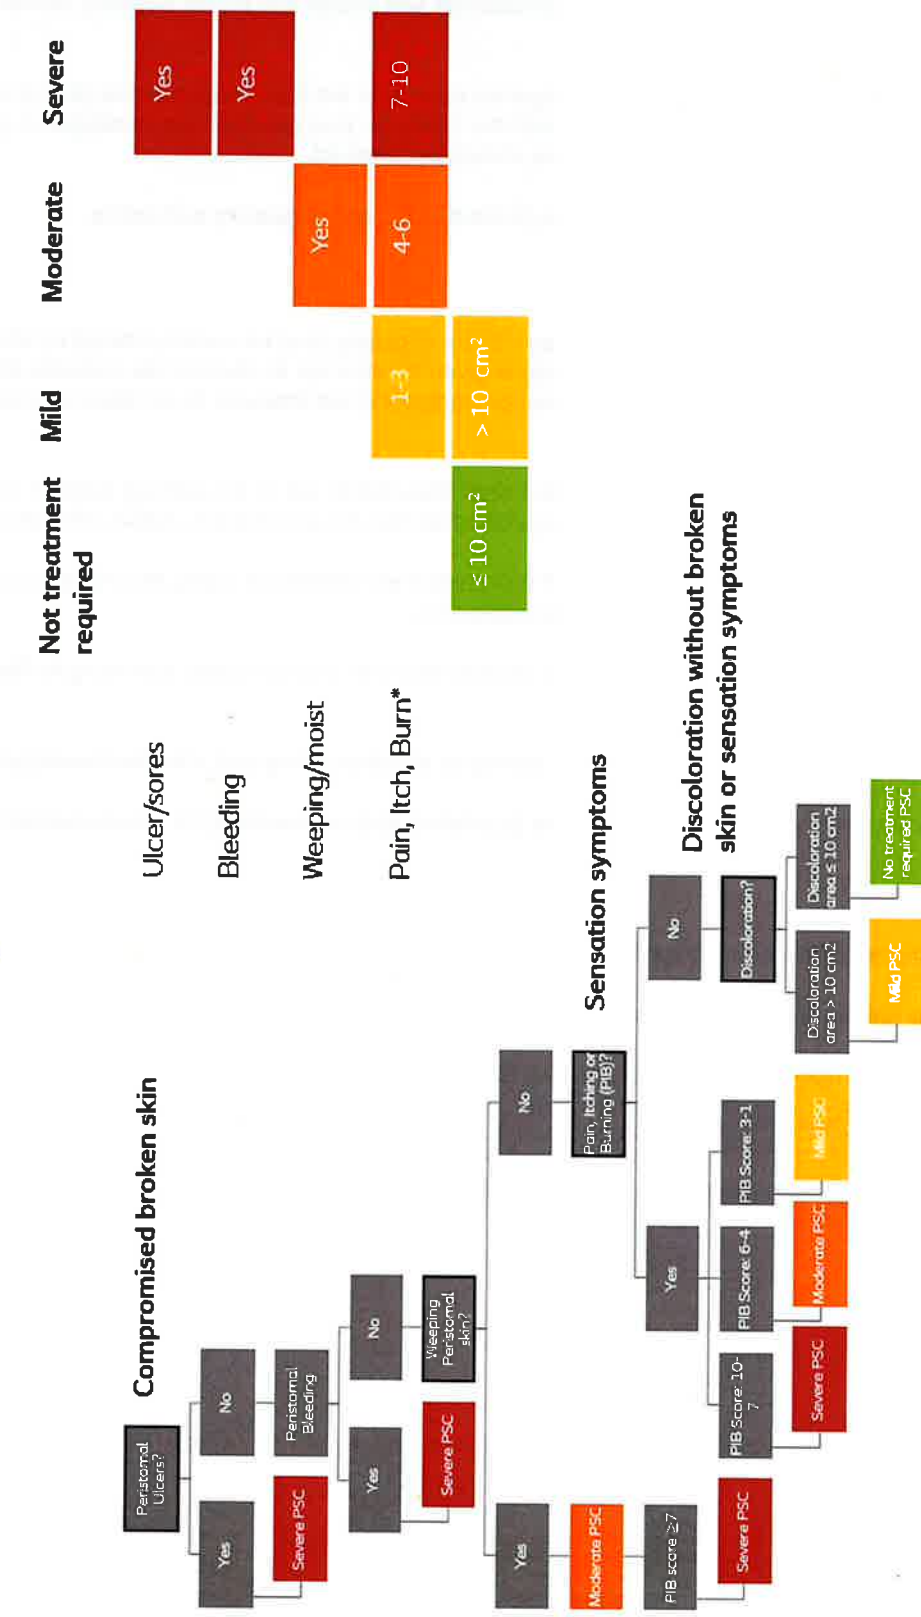 Not treatment
required
Mild
Moderate
Severe
Ulcer/sores
Yes
Bleeding
Yes
Weeping/moist
Yes
Pain, Itch, Burn*
1-3
4-6
7-10
≤ 10 cm²
> 10 cm²
Compromised broken skin
Peristomal
Ulcers?
Yes
No
Severe PSC
Peristomal
Bleeding
Yes
No
Severe PSC
Weeping
Peristomal
skin?
Yes
No
Moderate PSC
PIB score ≥7
Severe PSC
Sensation symptoms
Pain, Itching or
Burning (PIB)?
Yes
No
PIB Score: 10-
7
PIB Score: 6-4
PIB Score: 3-1
Severe PSC
Moderate PSC
Mild PSC
Discoloration without broken
skin or sensation symptoms
Discoloration?
Discoloration
area > 10 cm2
Discoloration
area ≤ 10 cm2
Mild PSC
No treatment
required PSC